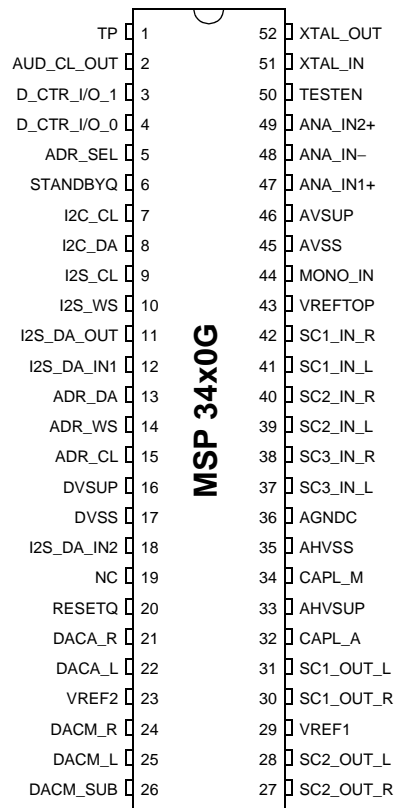 TP 1 52 XTAL_OUT
AUD_CL_OUT 2 51 XTAL_IN
D_CTR_I/O_1 3 50 TESTEN
D_CTR_I/O_0 4 49 ANA_IN2+
ADR_SEL 5 48 ANA_IN−
STANDBYQ 6 47 ANA_IN1+
I2C_CL 7 46 AVSUP
I2C_DA 8 45 AVSS
I2S_CL 9 44 MONO_IN
I2S_WS 10 43 VREFTOP
I2S_DA_OUT 11 42 SC1_IN_R
I2S_DA_IN1 12 41 SC1_IN_L
ADR_DA 13 40 SC2_IN_R
ADR_WS 14 39 SC2_IN_L
ADR_CL 15 38 SC3_IN_R
DVSUP 16 37 SC3_IN_L
DVSS 17 36 AGNDC
I2S_DA_IN2 18 35 AHVSS
NC 19 34 CAPL_M
RESETQ 20 33 AHVSUP
DACA_R 21 32 CAPL_A
DACA_L 22 31 SC1_OUT_L
VREF2 23 30 SC1_OUT_R
DACM_R 24 29 VREF1
DACM_L 25 28 SC2_OUT_L
DACM_SUB 26 27 SC2_OUT_R
MSP 34x0G